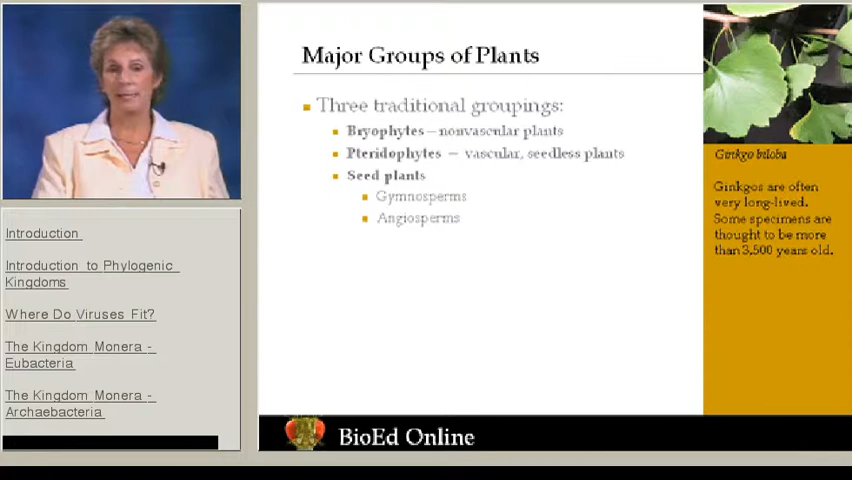 Major Groups of Plants
Three traditional groupings:
Bryophytes – nonvascular plants
Pteridophytes – vascular, seedless plants
Seed plants
Gymnosperms
Angiosperms
Ginkgo biloba
Ginkgos are often
very long-lived.
Some specimens are
thought to be more
than 3,500 years old.
Introduction
Introduction to Phylogenic
Kingdoms
Where Do Viruses Fit?
The Kingdom Monera -
Eubacteria
The Kingdom Monera -
Archaebacteria
BioEd Online